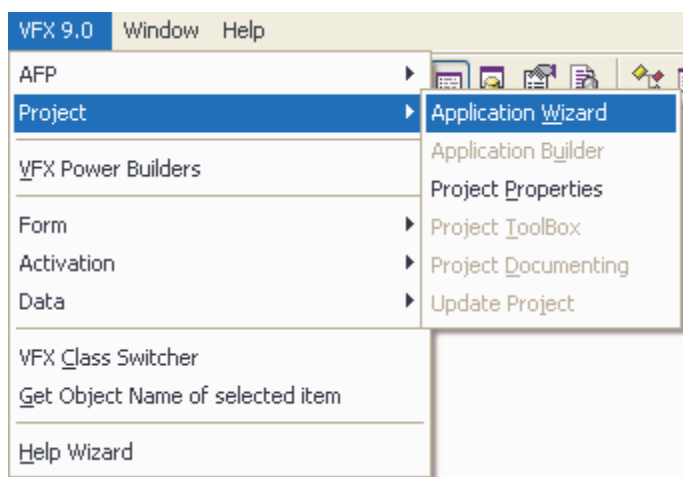 VFX 9.0 Window Help
AFP
Project
VFX Power Builders
Form
Activation
Data
VFX Class Switcher
Get Object Name of selected item
Help Wizard
Application Wizard
Application Builder
Project Properties
Project ToolBox
Project Documenting
Update Project